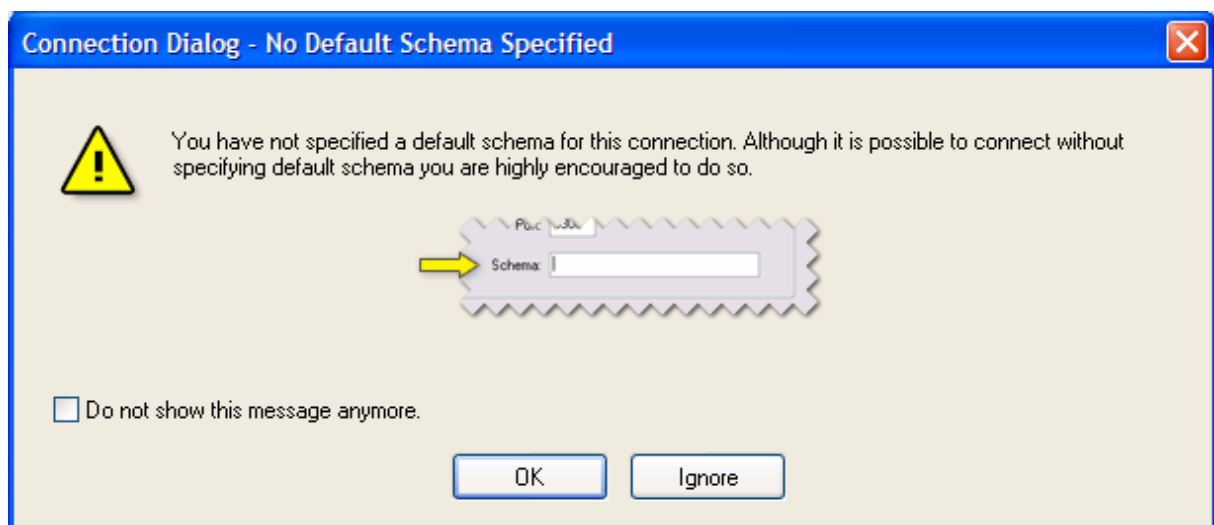 Connection Dialog - No Default Schema Specified
You have not specified a default schema for this connection. Although it is possible to connect without
specifying default schema you are highly encouraged to do so.
Schema:
Do not show this message anymore.
OK Ignore